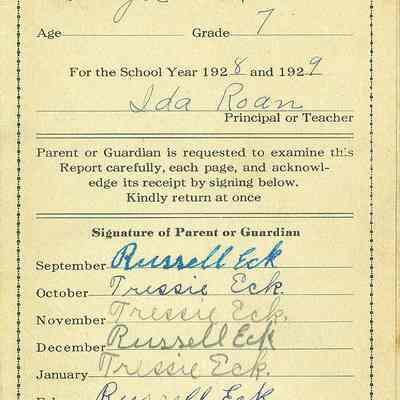 Age Grade 7
For the School Year 1928 and 1929
Ida Roan
Principal or Teacher
Parent or Guardian is requested to examine this
Report carefully, each page, and acknowl-
edge its receipt by signing below.
Kindly return at once
Signature of Parent or Guardian
September Russell Eck
October Tressie Eck.
November Tressie Eck.
December Russell Eck
January Tressie Eck.
Russell Eck